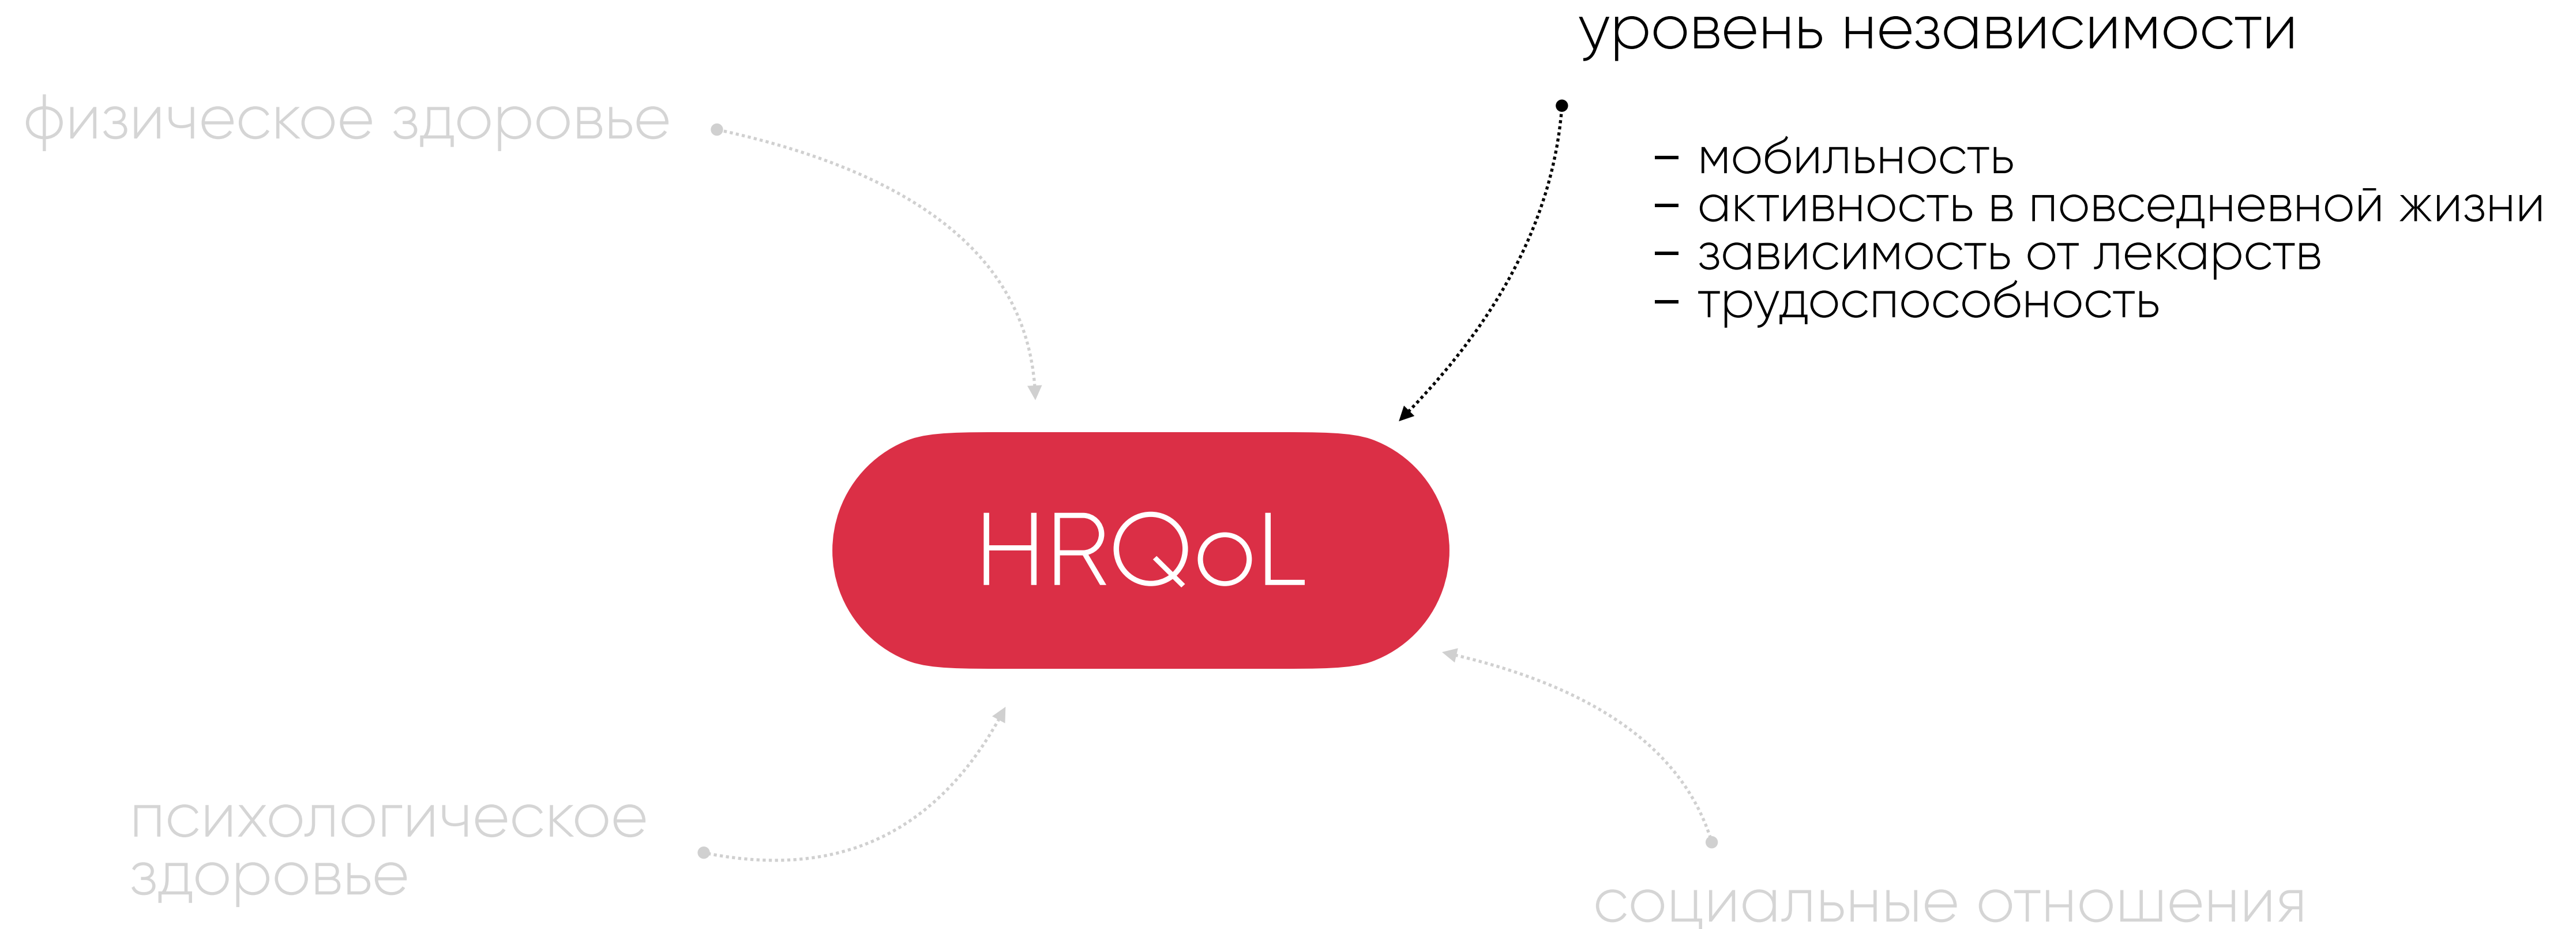 уровень независимости
физическое здоровье
– мобильность
– активность в повседневной жизни
– зависимость от лекарств
– трудоспособность
HRQoL
психологическое
здоровье
социальные отношения